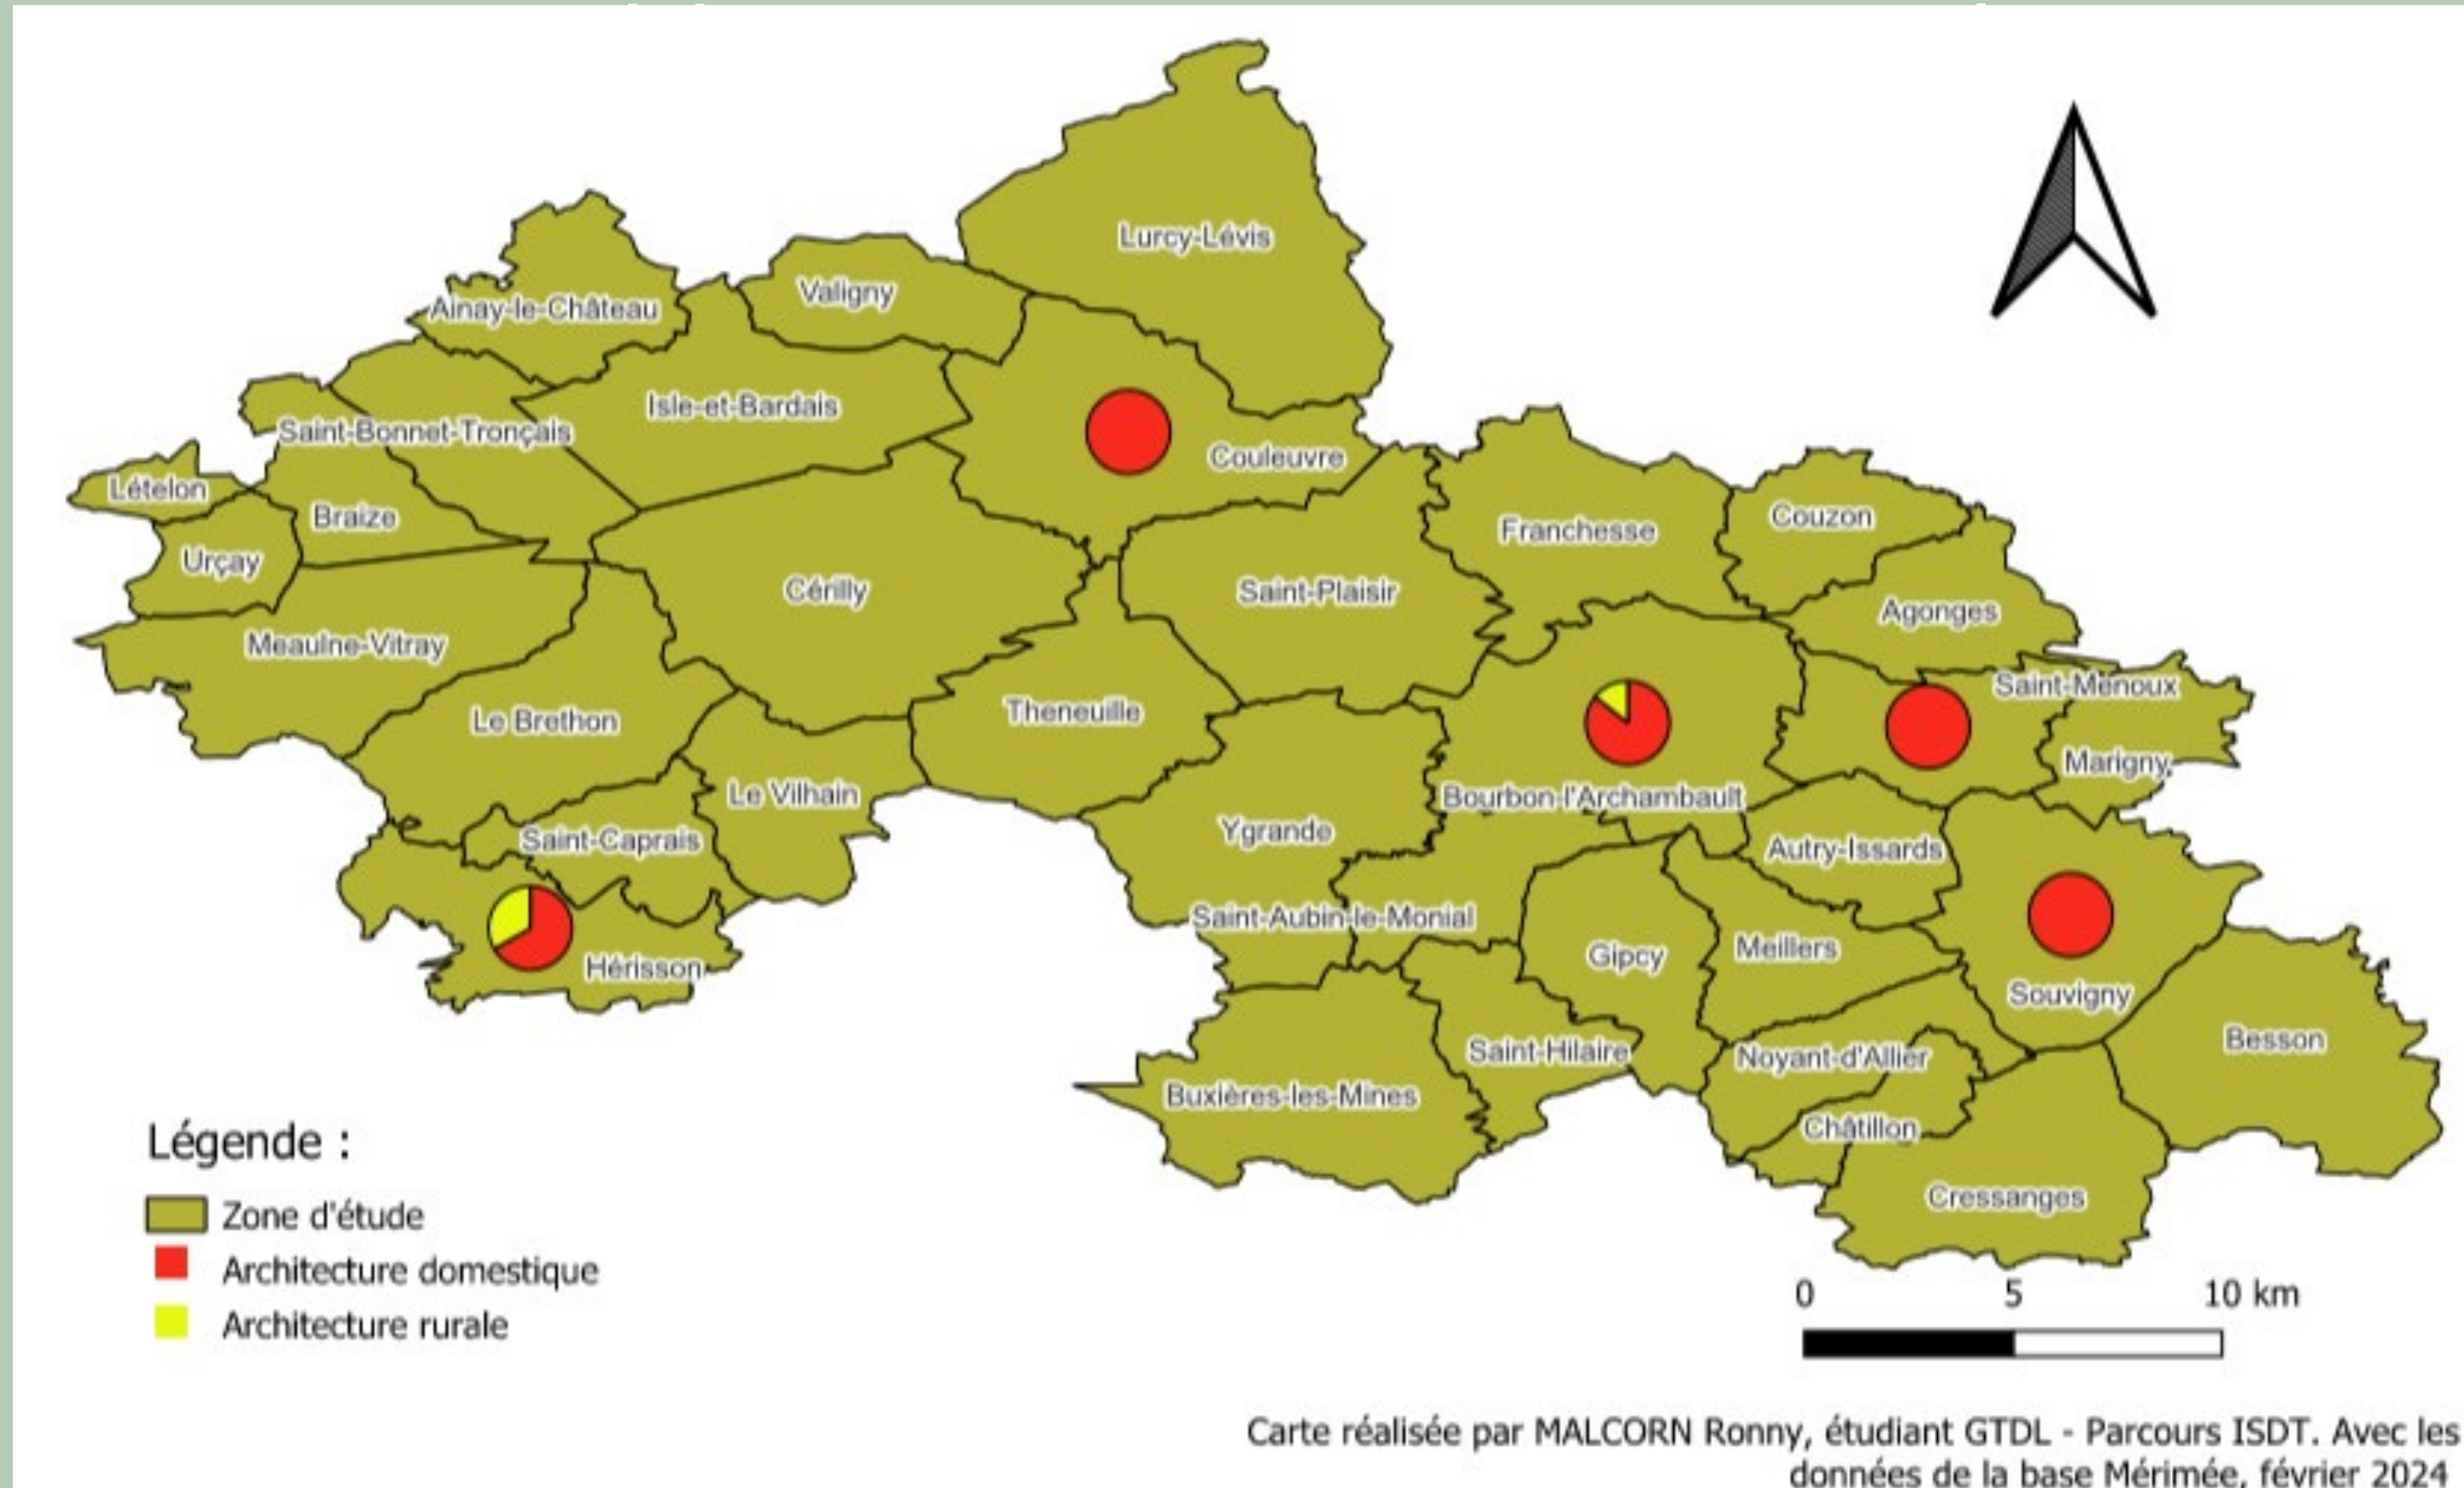 Lurcy-Lévis
Valigny
Ainay-le-Château
Isle-et-Bardais
Saint-Bonnet-Tronçais
Couleuvre
Lételon
Braize
Franchesse
Couzon
Urçay
Cérilly
Saint-Plaisir
Agonges
Meaulne-Vitray
Saint-Menoux
Le Brethon
Theneuille
Marigny
Le Vilhain
Bourbon-l'Archambault
Ygrande
Saint-Caprais
Autry-Issards
Saint-Aubin-le-Monial
Gipcy
Meillers
Hérisson
Souvigny
Besson
Saint-Hilaire
Noyant-d'Allier
Buxières-les-Mines
Châtillon
Cressanges
Légende :
Zone d'étude
Architecture domestique
Architecture rurale
0 5 10 km
Carte réalisée par MALCORN Ronny, étudiant GTDL - Parcours ISDT. Avec les
données de la base Mérimée, février 2024